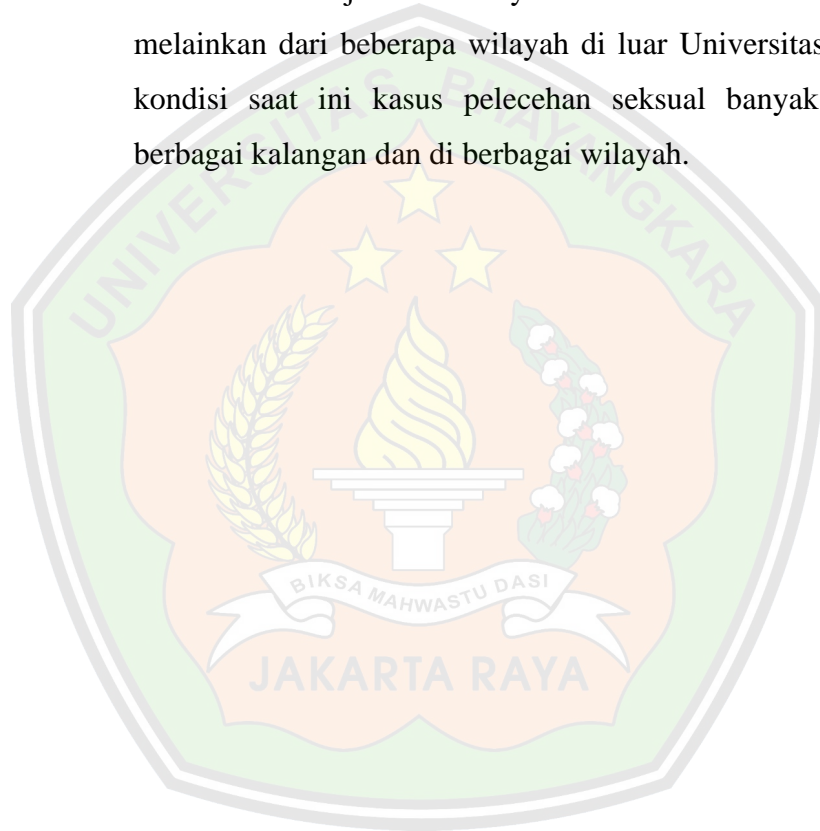 melainkan dari beberapa wilayah di luar Universitas
kondisi saat ini kasus pelecehan seksual banyak
berbagai kalangan dan di berbagai wilayah.
UNIVERSITAS BHAYANGKARA
BIKSA MAHWASTU DASI
JAKARTA RAYA